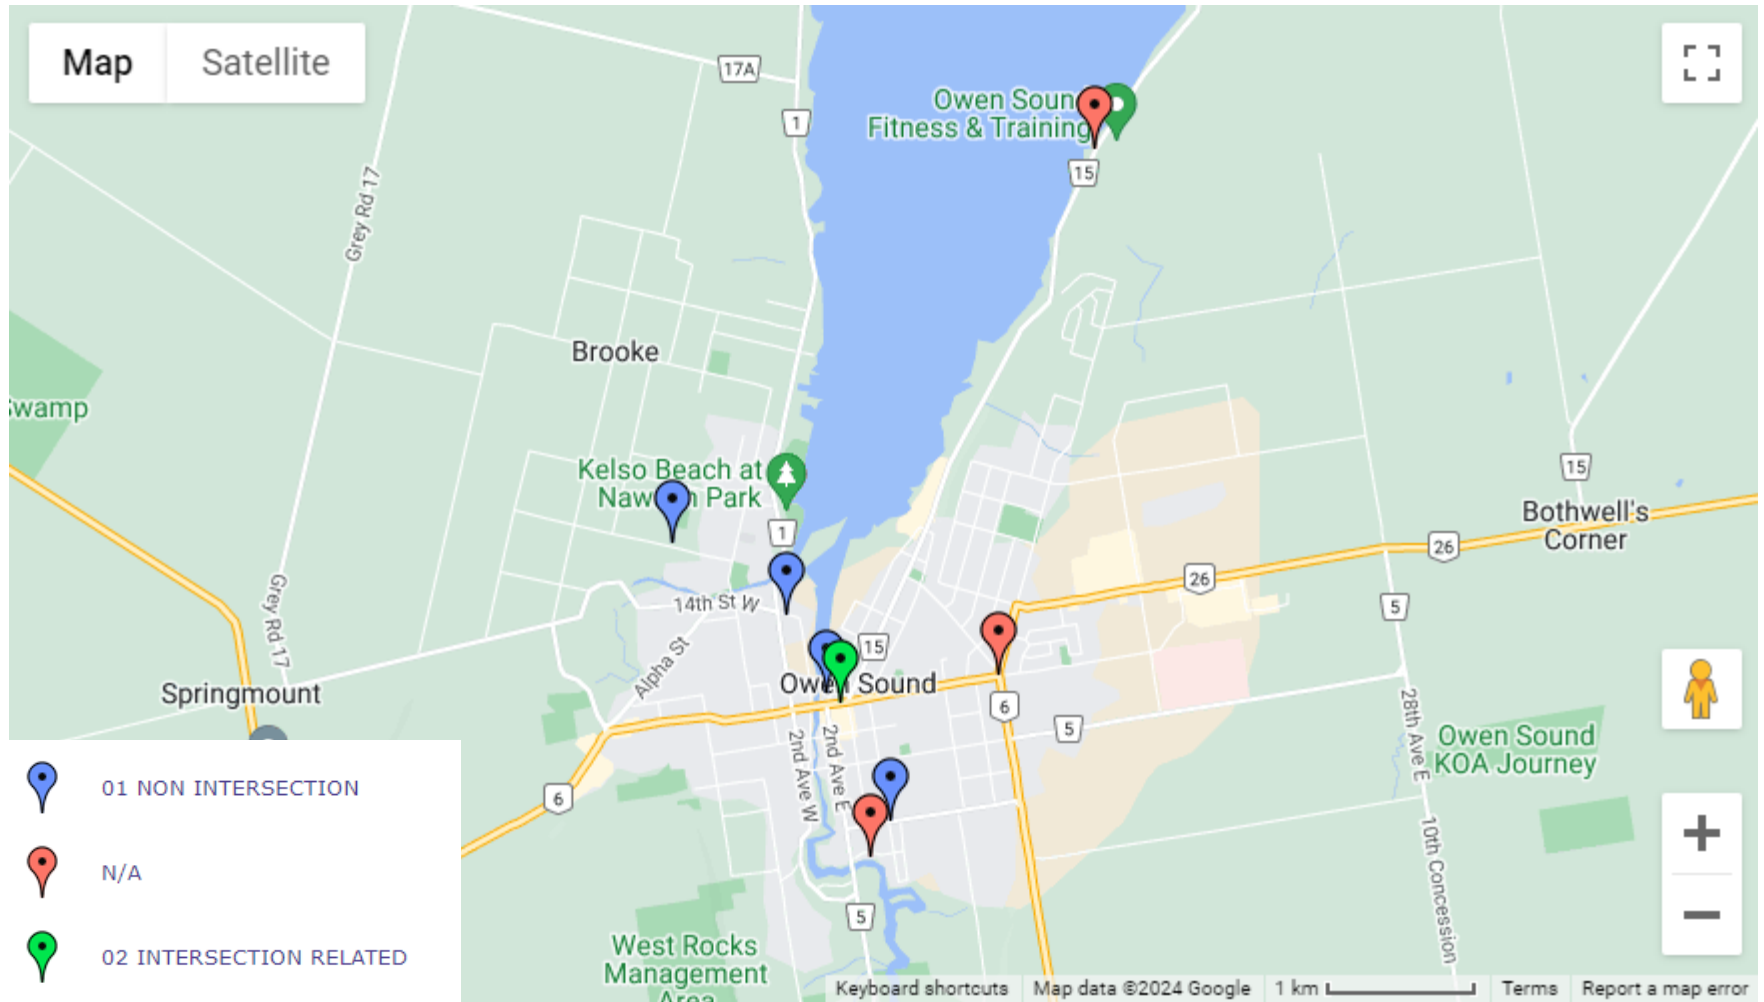 Map
Satellite
17A
1
Owen Soun
Fitness & Training
15
Grey Rd 17
Brooke
Swamp
Kelso Beach at
Naw n Park
1
15
Bothwell's
Corner
26
26
5
14th St W
Grey Rd 17
Alpha St
15
Owen Sound
Springmount
6
5
28th Ave E
Owen Sound
KOA Journey
2nd Ave W
2nd Ave E
6
10th Concession
5
West Rocks
Management
Area
01 NON INTERSECTION
N/A
02 INTERSECTION RELATED
Keyboard shortcuts
Map data ©2024 Google
1 km
Terms
Report a map error